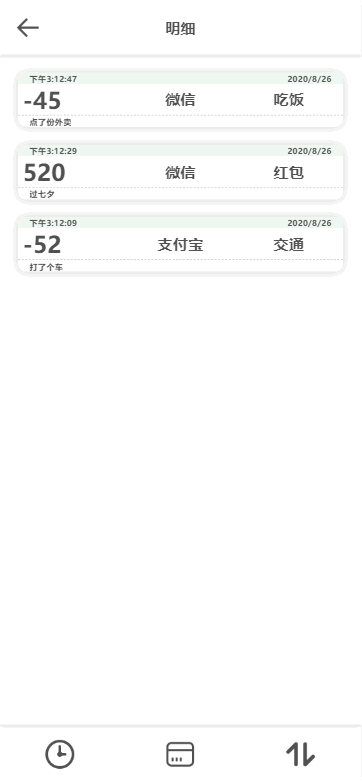 明细
下午3:12:47 2020/8/26
-45 微信 吃饭
点了份外卖
下午3:12:29 2020/8/26
520 微信 红包
过七夕
下午3:12:09 2020/8/26
-52 支付宝 交通
打了个车